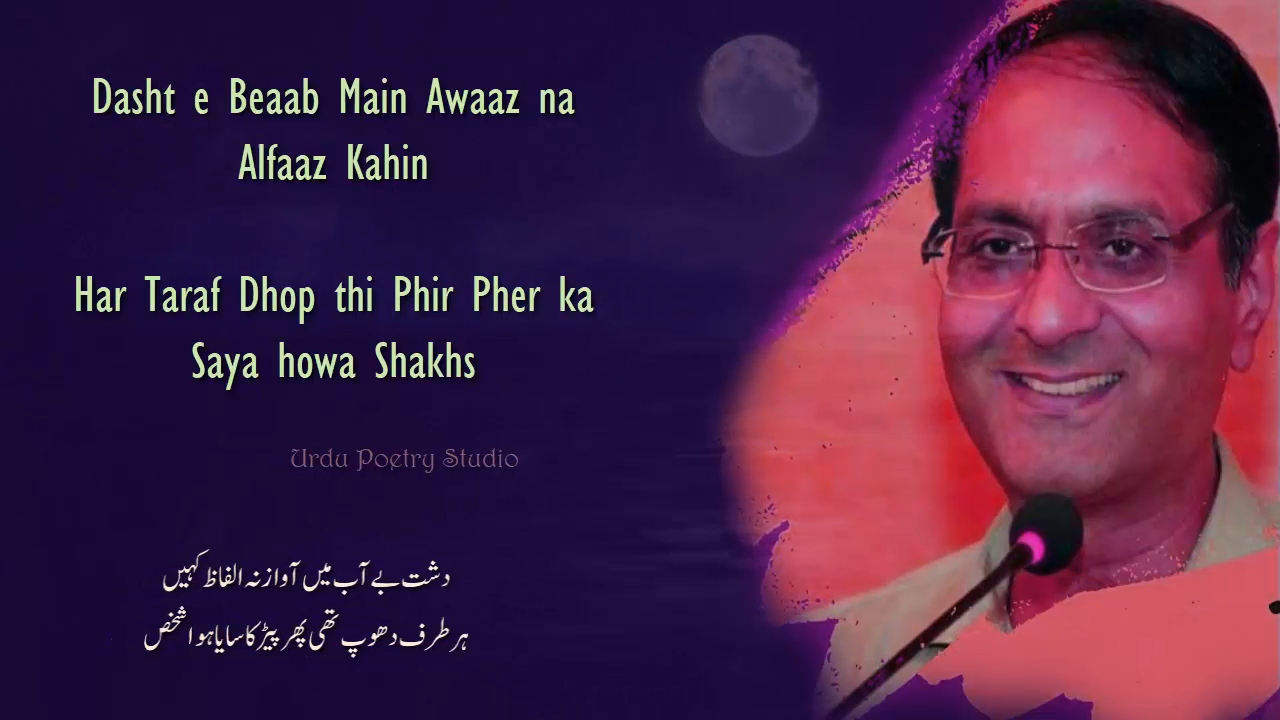 Dasht e Beaab Main Awaaz na
Alfaaz Kahin
Har Taraf Dhop thi Phir Pher ka
Saya howa Shakhs
Urdu Poetry Studio
دشت بے آب میں آواز نہ الفاظ کہیں
ہر طرف دھوپ تھی پھر پیڑ کا سایا ہوا شخص